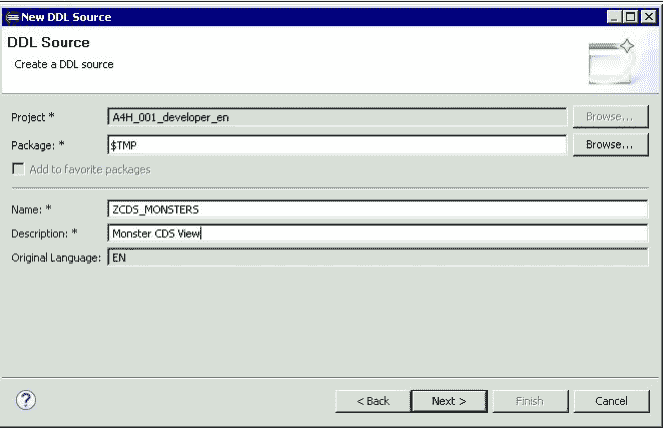 New DDL Source
DDL Source
Create a DDL source
Project * A4H_001_developer_en Browse...
Package: * $TMP Browse...
Add to favorite packages
Name: * ZCDS_MONSTERS
Description: * Monster CDS View
Original Language: EN
? < Back Next > Finish Cancel